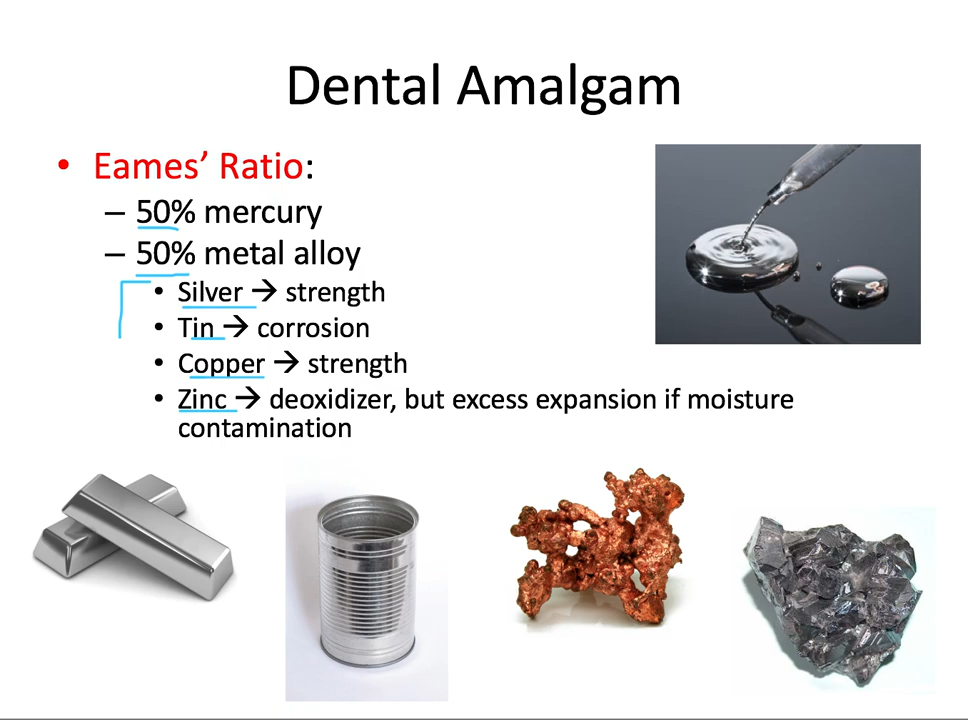 Dental Amalgam
• Eames’ Ratio:
– 50% mercury
– 50% metal alloy
• Silver → strength
• Tin → corrosion
• Copper → strength
• Zinc → deoxidizer, but excess expansion if moisture
contamination